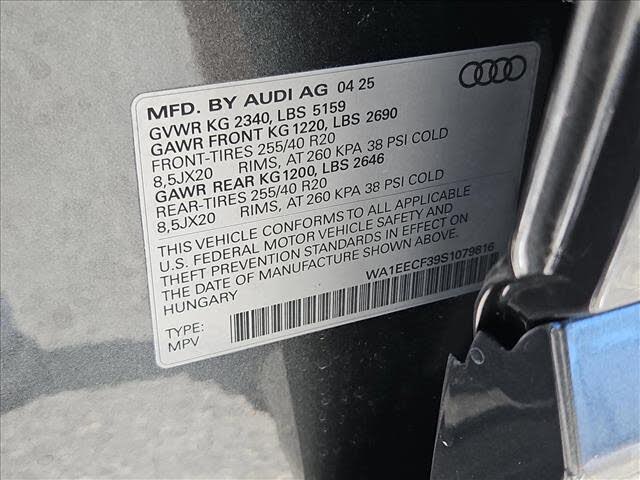 MFD. BY AUDI AG 04 25
GVWR KG 2340, LBS 5159
GAWR FRONT KG 1220, LBS 2690
FRONT-TIRES 255/40 R20
8,5JX20 RIMS, AT 260 KPA 38 PSI COLD
GAWR REAR KG 1200, LBS 2646
REAR-TIRES 255/40 R20
8,5JX20 RIMS, AT 260 KPA 38 PSI COLD
THIS VEHICLE CONFORMS TO ALL APPLICABLE
U.S. FEDERAL MOTOR VEHICLE SAFETY AND
THEFT PREVENTION STANDARDS IN EFFECT ON
THE DATE OF MANUFACTURE SHOWN ABOVE.
HUNGARY
WA1EECF39S1079816
TYPE:
MPV